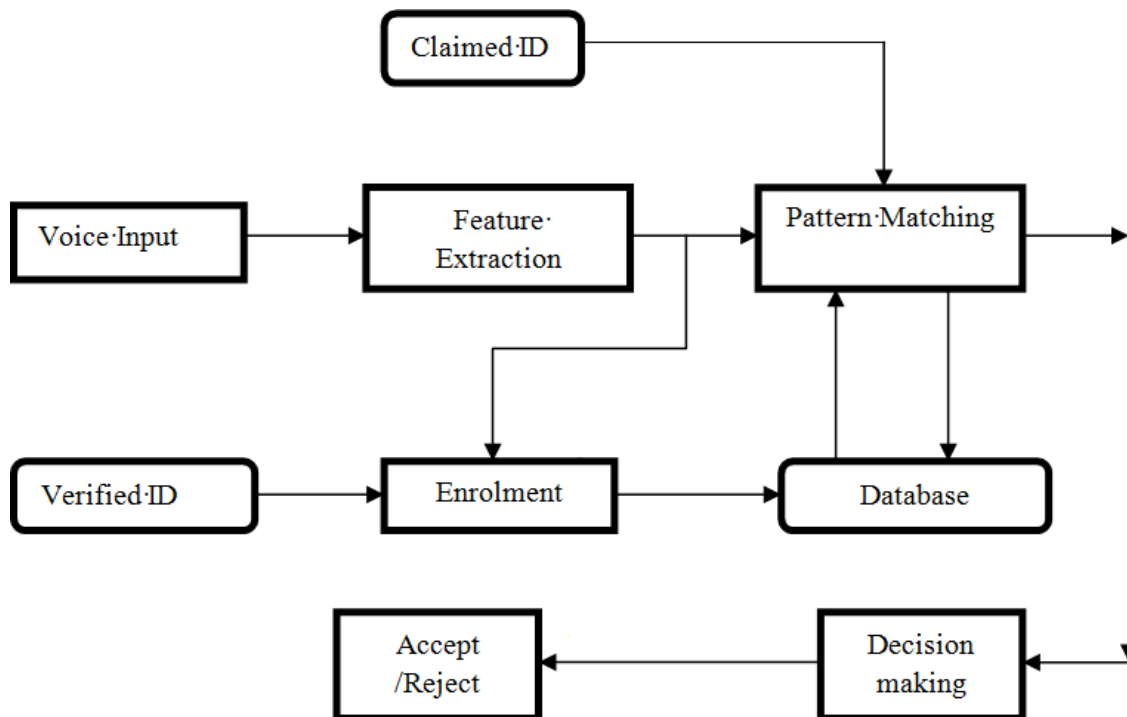 Claimed·ID
Voice·Input
Feature·
Extraction
Pattern·Matching
Verified·ID
Enrolment
Database
Accept
/Reject
Decision
making